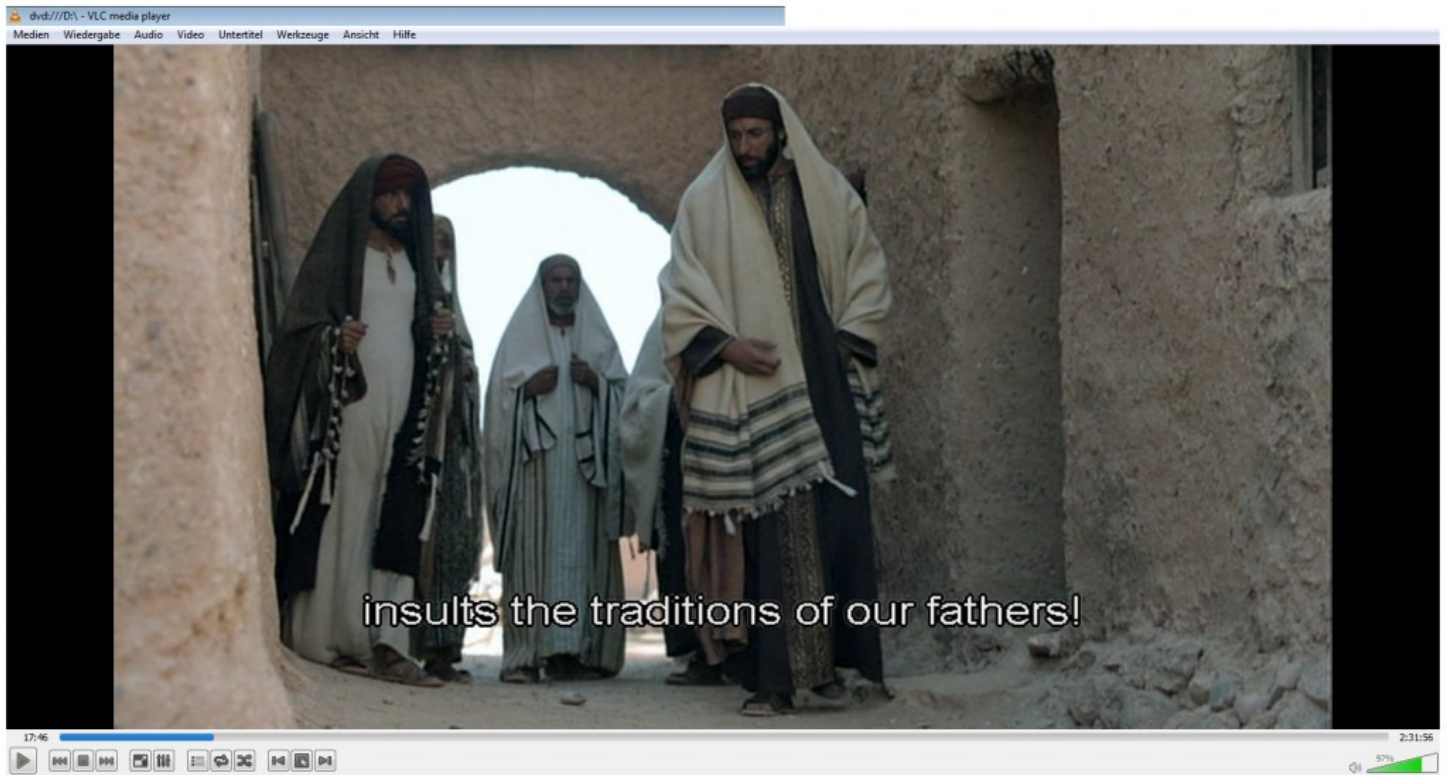 dvd:///D:\ - VLC media player
Medien Wiedergabe Audio Video Untertitel Werkzeuge Ansicht Hilfe
insults the traditions of our fathers!
17:46 2:31:56
97%